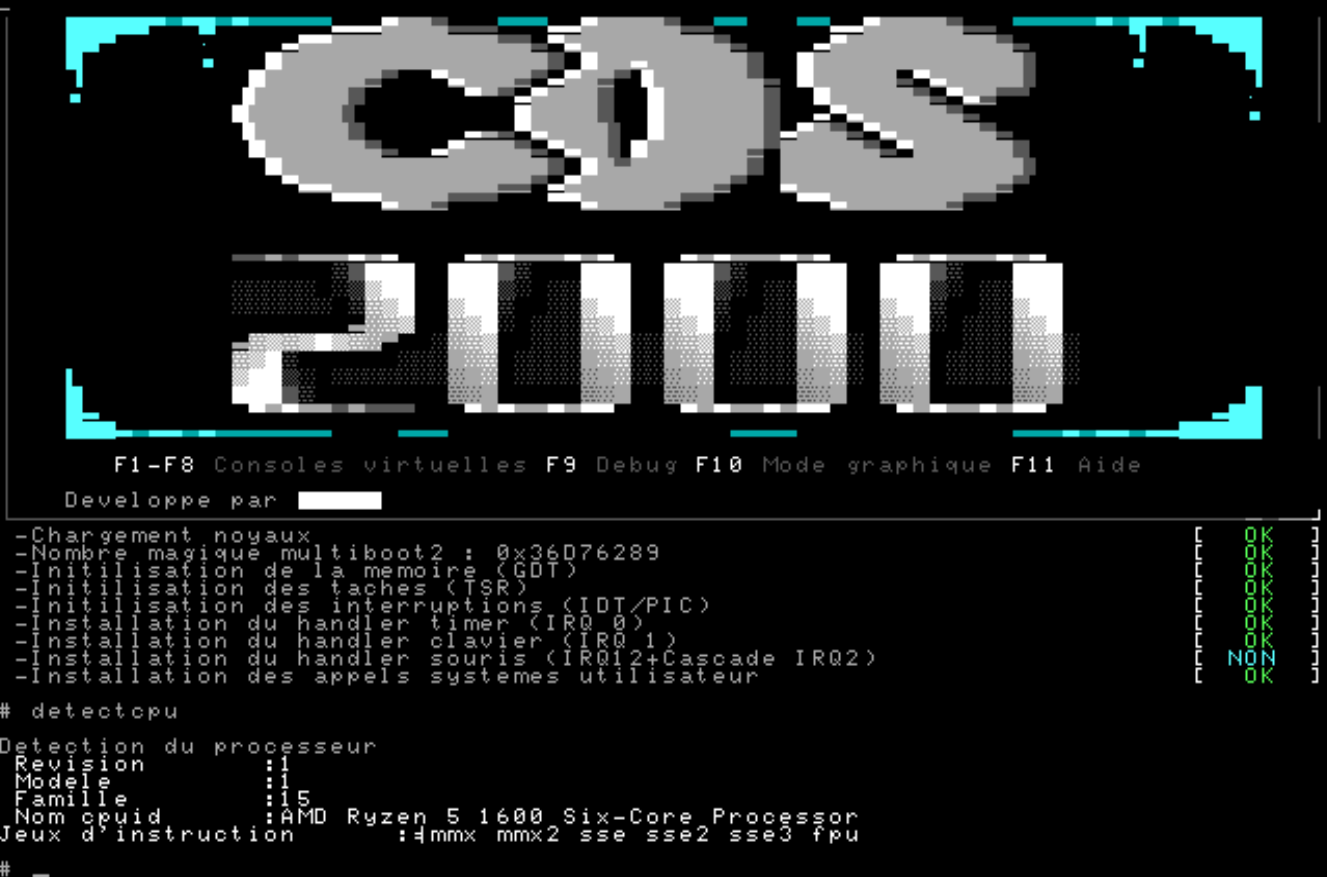 COS
2000
F1-F8 Consoles virtuelles F9 Debug F10 Mode graphique F11 Aide
Developpe par
-Chargement noyaux [ OK ]
-Nombre magique multiboot2 : 0x36D76289 [ OK ]
-Initilisation de la memoire (GDT) [ OK ]
-Initilisation des taches (TSR) [ OK ]
-Initilisation des interruptions (IDT/PIC) [ OK ]
-Installation du handler timer (IRQ 0) [ OK ]
-Installation du handler clavier (IRQ 1) [ OK ]
-Installation du handler souris (IRQ12+Cascade IRQ2) [ NON ]
-Installation des appels systemes utilisateur [ OK ]
# detectcpu
Detection du processeur
Revision :1
Modele :1
Famille :15
Nom cpuid :AMD Ryzen 5 1600 Six-Core Processor
Jeux d'instruction :╡mmx mmx2 sse sse2 sse3 fpu
# _